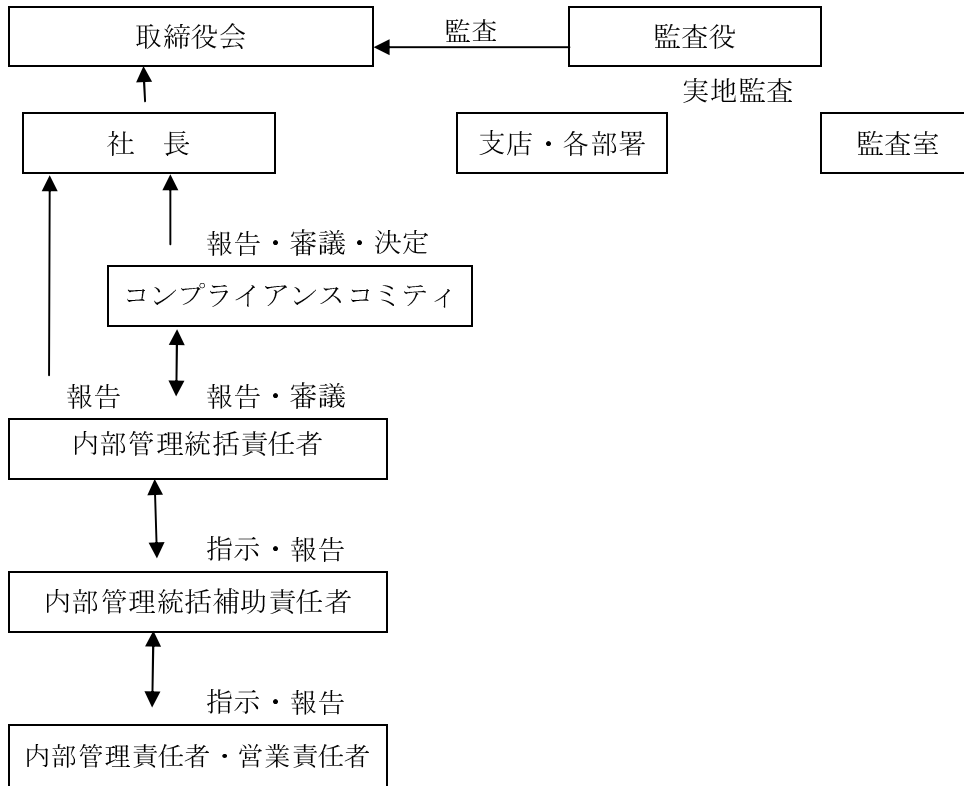 取締役会
監査
監査役
実地監査
社　長
支店・各部署
監査室
報告・審議・決定
コンプライアンスコミティ
報告
報告・審議
内部管理統括責任者
指示・報告
内部管理統括補助責任者
指示・報告
内部管理責任者・営業責任者